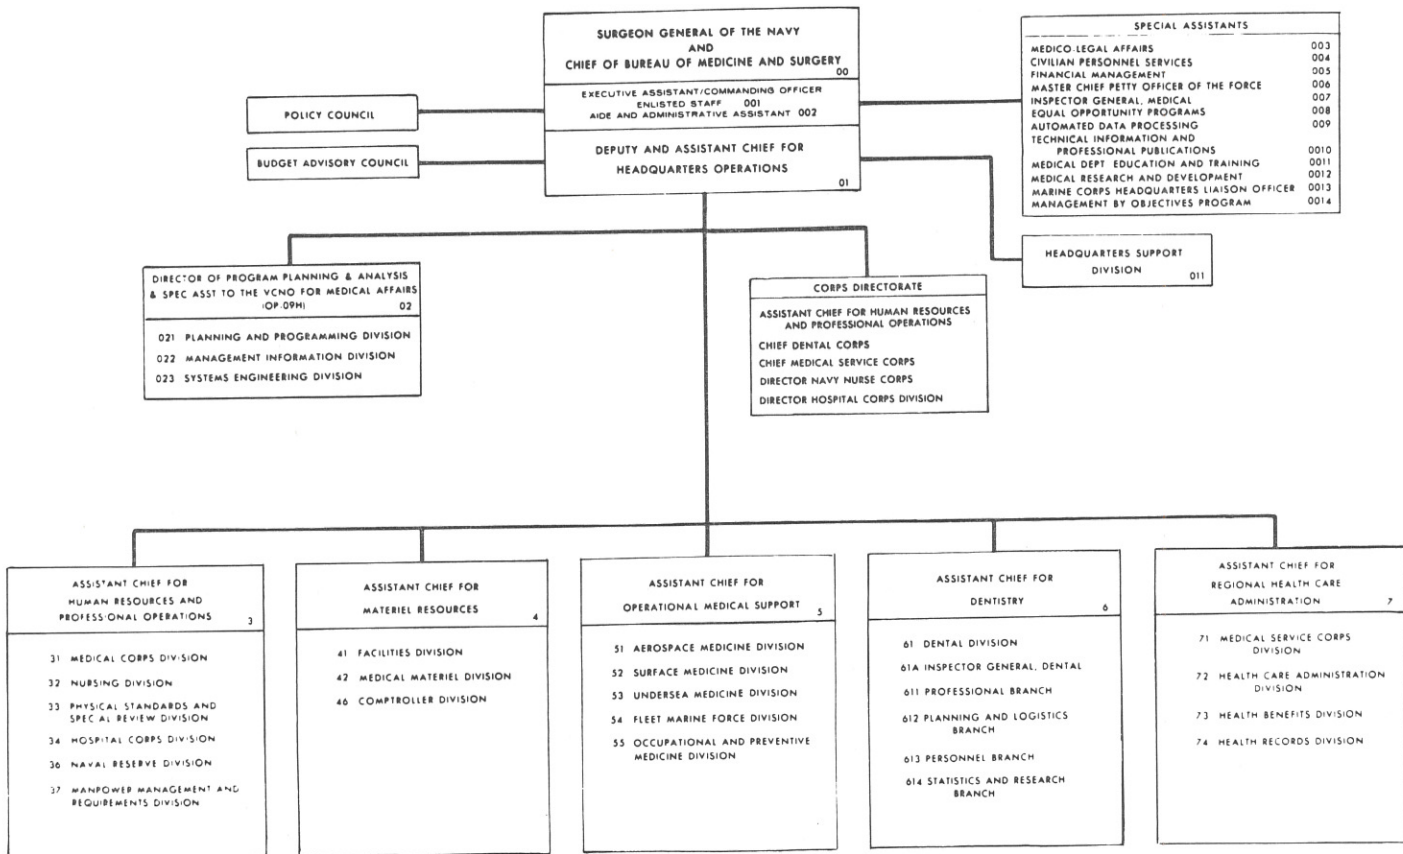 SURGEON GENERAL OF THE NAVY
AND
CHIEF OF BUREAU OF MEDICINE AND SURGERY
00
EXECUTIVE ASSISTANT/COMMANDING OFFICER
ENLISTED STAFF 001
AIDE AND ADMINISTRATIVE ASSISTANT 002
DEPUTY AND ASSISTANT CHIEF FOR
HEADQUARTERS OPERATIONS
01
POLICY COUNCIL
BUDGET ADVISORY COUNCIL
SPECIAL ASSISTANTS
MEDICO-LEGAL AFFAIRS 003
CIVILIAN PERSONNEL SERVICES 004
FINANCIAL MANAGEMENT 005
MASTER CHIEF PETTY OFFICER OF THE FORCE 006
INSPECTOR GENERAL, MEDICAL 007
EQUAL OPPORTUNITY PROGRAMS 008
AUTOMATED DATA PROCESSING 009
TECHNICAL INFORMATION AND
PROFESSIONAL PUBLICATIONS 0010
MEDICAL DEPT EDUCATION AND TRAINING 0011
MEDICAL RESEARCH AND DEVELOPMENT 0012
MARINE CORPS HEADQUARTERS LIAISON OFFICER 0013
MANAGEMENT BY OBJECTIVES PROGRAM 0014
HEADQUARTERS SUPPORT
DIVISION
011
DIRECTOR OF PROGRAM PLANNING & ANALYSIS
& SPEC ASST TO THE VCNO FOR MEDICAL AFFAIRS
(OP-09H) 02
021 PLANNING AND PROGRAMMING DIVISION
022 MANAGEMENT INFORMATION DIVISION
023 SYSTEMS ENGINEERING DIVISION
CORPS DIRECTORATE
ASSISTANT CHIEF FOR HUMAN RESOURCES
AND PROFESSIONAL OPERATIONS
CHIEF DENTAL CORPS
CHIEF MEDICAL SERVICE CORPS
DIRECTOR NAVY NURSE CORPS
DIRECTOR HOSPITAL CORPS DIVISION
ASSISTANT CHIEF FOR
HUMAN RESOURCES AND
PROFESSIONAL OPERATIONS 3
31 MEDICAL CORPS DIVISION
32 NURSING DIVISION
33 PHYSICAL STANDARDS AND
SPECIAL REVIEW DIVISION
34 HOSPITAL CORPS DIVISION
36 NAVAL RESERVE DIVISION
37 MANPOWER MANAGEMENT AND
REQUIREMENTS DIVISION
ASSISTANT CHIEF FOR
MATERIEL RESOURCES
4
41 FACILITIES DIVISION
42 MEDICAL MATERIEL DIVISION
46 COMPTROLLER DIVISION
ASSISTANT CHIEF FOR
OPERATIONAL MEDICAL SUPPORT 5
51 AEROSPACE MEDICINE DIVISION
52 SURFACE MEDICINE DIVISION
53 UNDERSEA MEDICINE DIVISION
54 FLEET MARINE FORCE DIVISION
55 OCCUPATIONAL AND PREVENTIVE
MEDICINE DIVISION
ASSISTANT CHIEF FOR
DENTISTRY
6
61 DENTAL DIVISION
61A INSPECTOR GENERAL, DENTAL
611 PROFESSIONAL BRANCH
612 PLANNING AND LOGISTICS
BRANCH
613 PERSONNEL BRANCH
614 STATISTICS AND RESEARCH
BRANCH
ASSISTANT CHIEF FOR
REGIONAL HEALTH CARE
ADMINISTRATION 7
71 MEDICAL SERVICE CORPS
DIVISION
72 HEALTH CARE ADMINISTRATION
DIVISION
73 HEALTH BENEFITS DIVISION
74 HEALTH RECORDS DIVISION